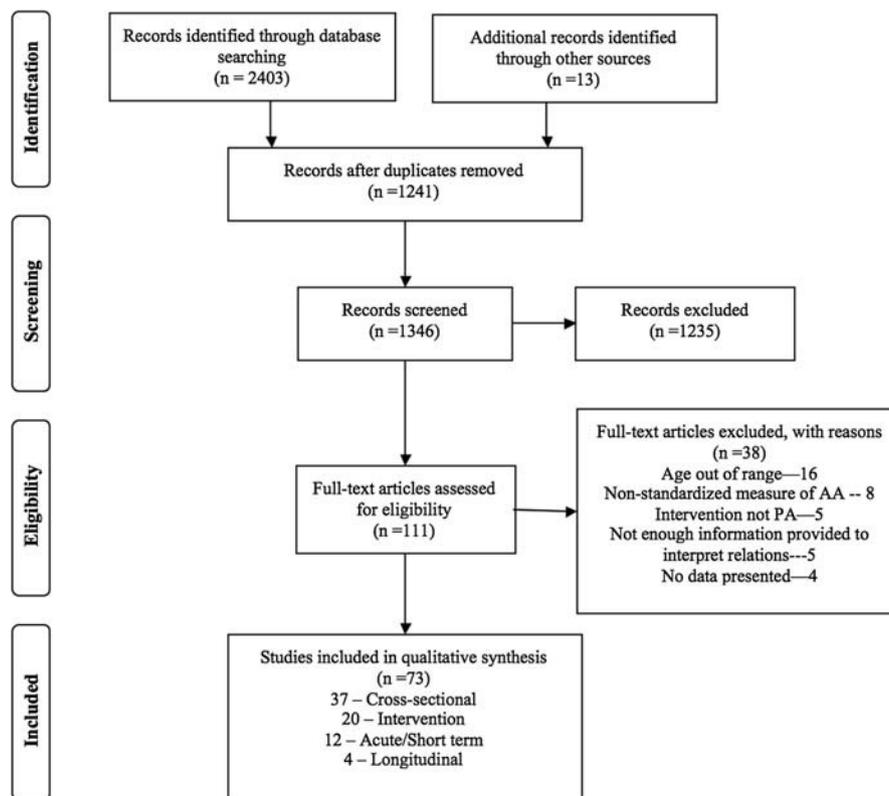 Identification
Records identified through database
searching
(n = 2403)
Additional records identified
through other sources
(n =13)
Records after duplicates removed
(n =1241)
Screening
Records screened
(n =1346)
Records excluded
(n =1235)
Eligibility
Full-text articles assessed
for eligibility
(n =111)
Full-text articles excluded, with reasons
(n =38)
Age out of range—16
Non-standardized measure of AA -- 8
Intervention not PA—5
Not enough information provided to
interpret relations---5
No data presented—4
Included
Studies included in qualitative synthesis
(n =73)
37 – Cross-sectional
20 – Intervention
12 – Acute/Short term
4 – Longitudinal